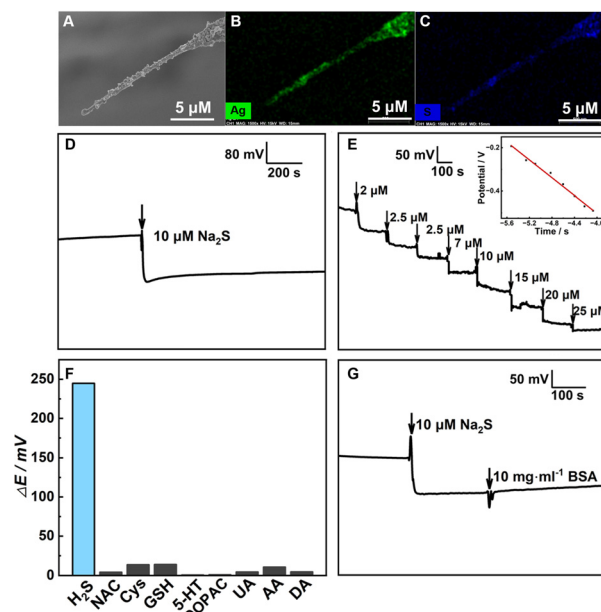 A
5 μM
B
Ag
5 μM
C
S
5 μM
D
80 mV
200 s
10 μM Na₂S
E
50 mV
100 s
2 μM
2.5 μM
2.5 μM
7 μM
10 μM
15 μM
20 μM
25 μM
Potential / V
-0.2
-0.4
-5.6 -5.2 -4.8 -4.4 -4.0
Time / s
F
ΔE / mV
250
200
150
100
50
0
H₂S NAC Cys GSH 5-HT OPAC UA AA DA
G
50 mV
100 s
10 μM Na₂S
10 mg·ml⁻¹ BSA